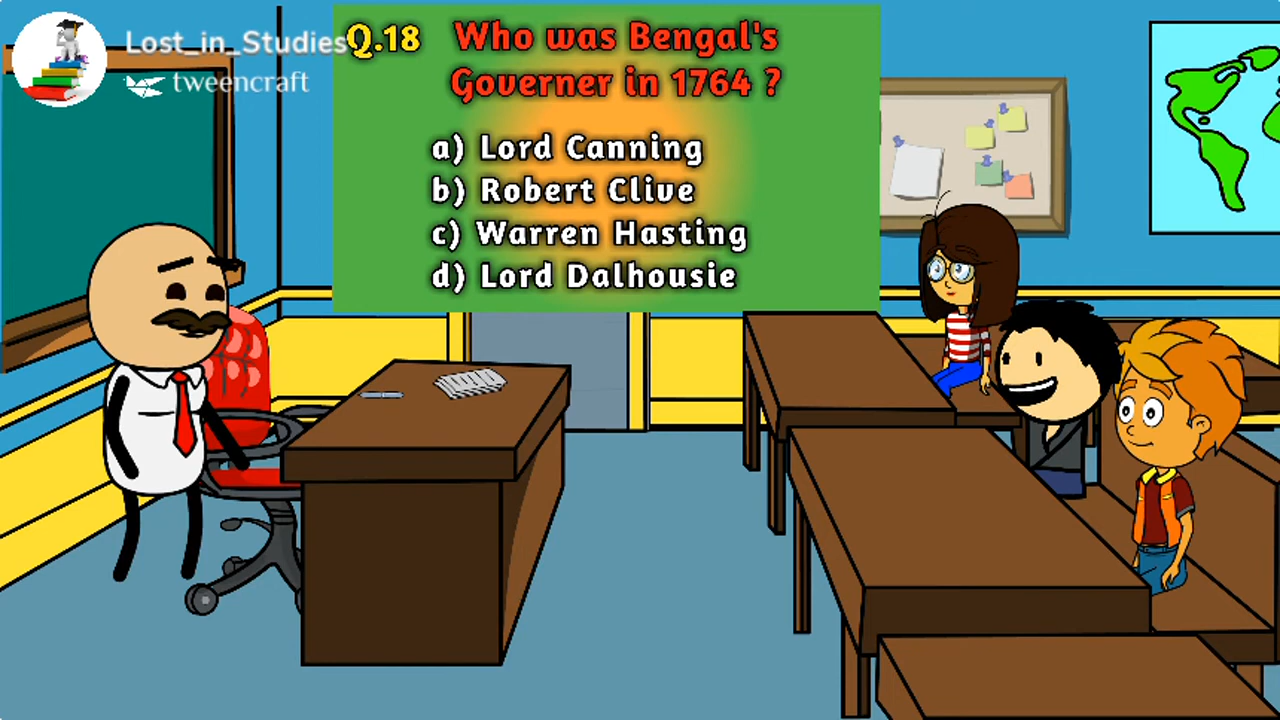 Lost_in_Studies
tweencraft
Q.18 Who was Bengal's
Governer in 1764 ?
a) Lord Canning
b) Robert Clive
c) Warren Hasting
d) Lord Dalhousie